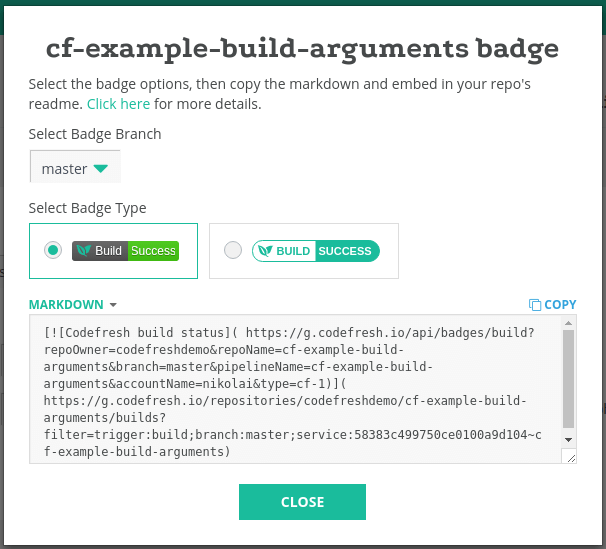 cf-example-build-arguments badge
Select the badge options, then copy the markdown and embed in your repo's
readme. Click here for more details.
Select Badge Branch
master
Select Badge Type
Build Success
BUILD SUCCESS
MARKDOWN
COPY
[![Codefresh build status]( https://g.codefresh.io/api/badges/build?
repoOwner=codefreshdemo&repoName=cf-example-build-
arguments&branch=master&pipelineName=cf-example-build-
arguments&accountName=nikolai&type=cf-1)](
https://g.codefresh.io/repositories/codefreshdemo/cf-example-build-
arguments/builds?
filter=trigger:build;branch:master;service:58383c499750ce0100a9d104~c
f-example-build-arguments)
CLOSE